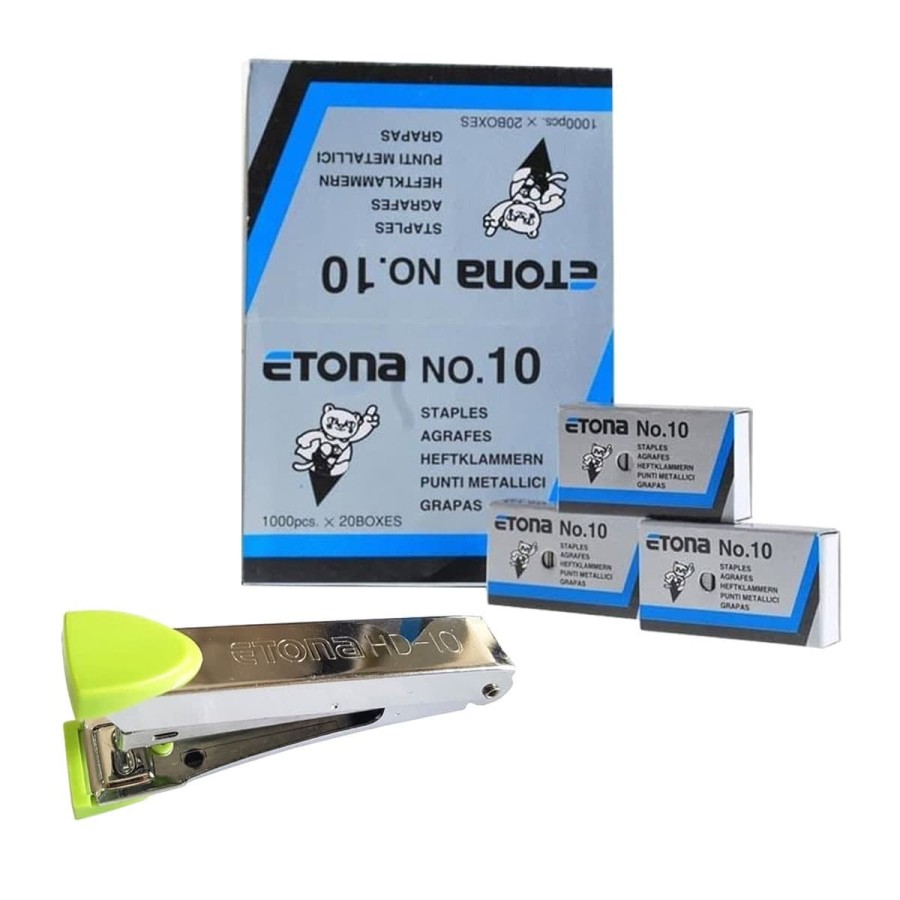 1000pcs. × 20BOXES
GRAPAS
PUNTI METALLICI
HEFTKLAMMERN
AGRAFES
STAPLES
ETONA NO.10
ETONA NO.10
STAPLES
AGRAFES
HEFTKLAMMERN
PUNTI METALLICI
GRAPAS
1000pcs. × 20BOXES
ETONA No.10
STAPLES
AGRAFES
HEFTKLAMMERN
PUNTI METALLICI
GRAPAS
ETONA No.10
STAPLES
AGRAFES
HEFTKLAMMERN
PUNTI METALLICI
GRAPAS
ETONA No.10
STAPLES
AGRAFES
HEFTKLAMMERN
PUNTI METALLICI
GRAPAS
ETONA HD-10